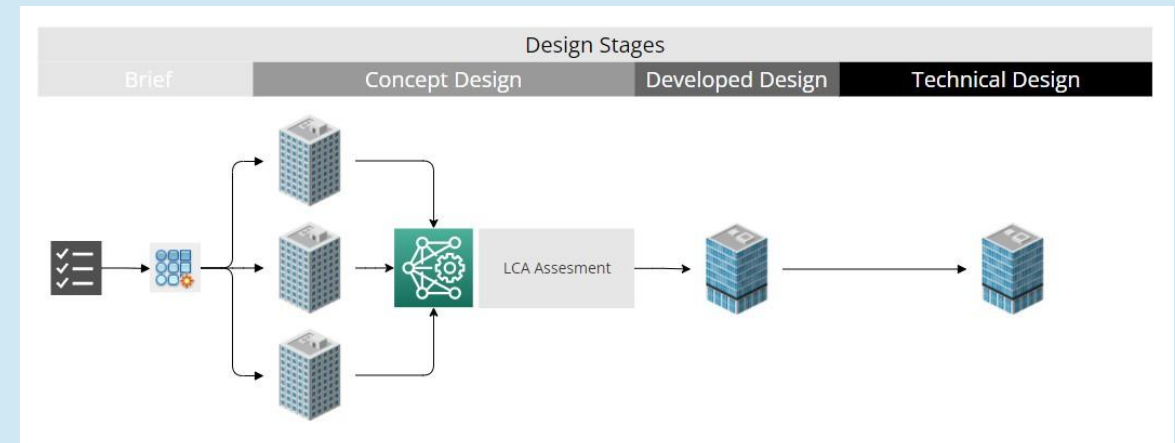 Design Stages
Brief
Concept Design
Developed Design
Technical Design
LCA Assesment